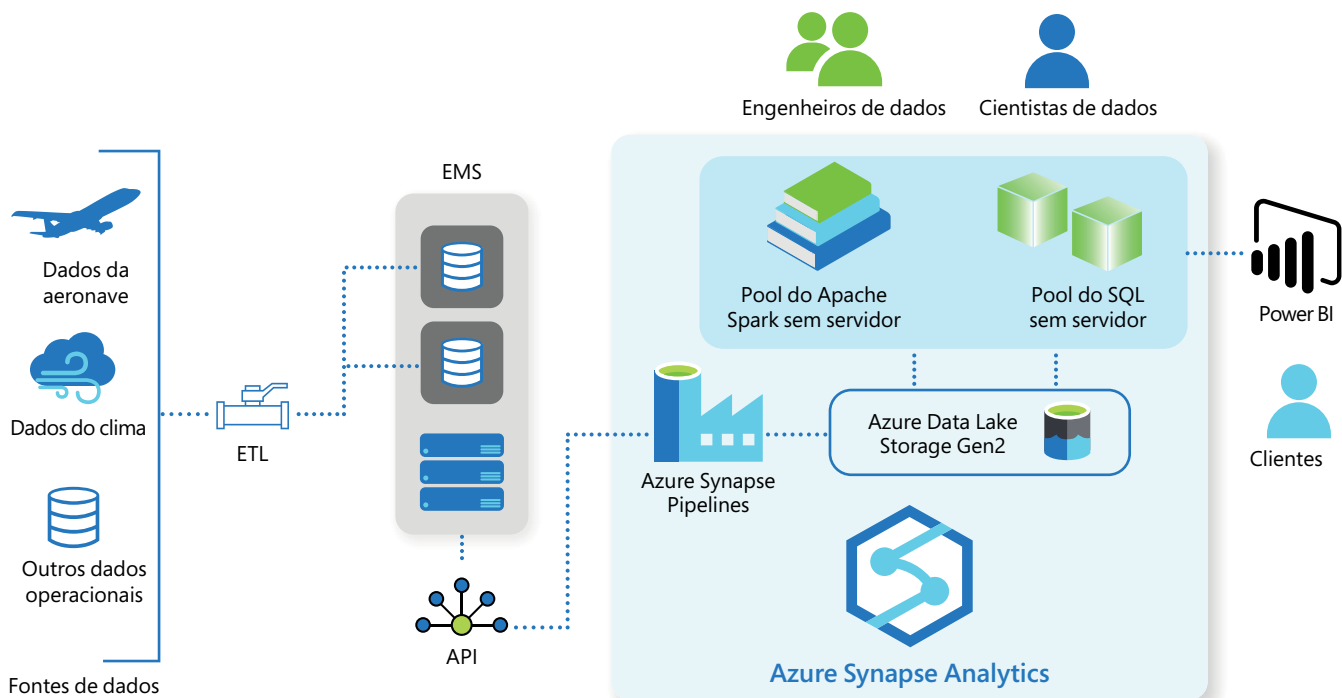 Engenheiros de dados
Cientistas de dados
EMS
Dados da
aeronave
Pool do Apache
Spark sem servidor
Pool do SQL
sem servidor
Power BI
Dados do clima
ETL
Azure Data Lake
Storage Gen2
Clientes
Azure Synapse
Pipelines
Outros dados
operacionais
API
Azure Synapse Analytics
Fontes de dados